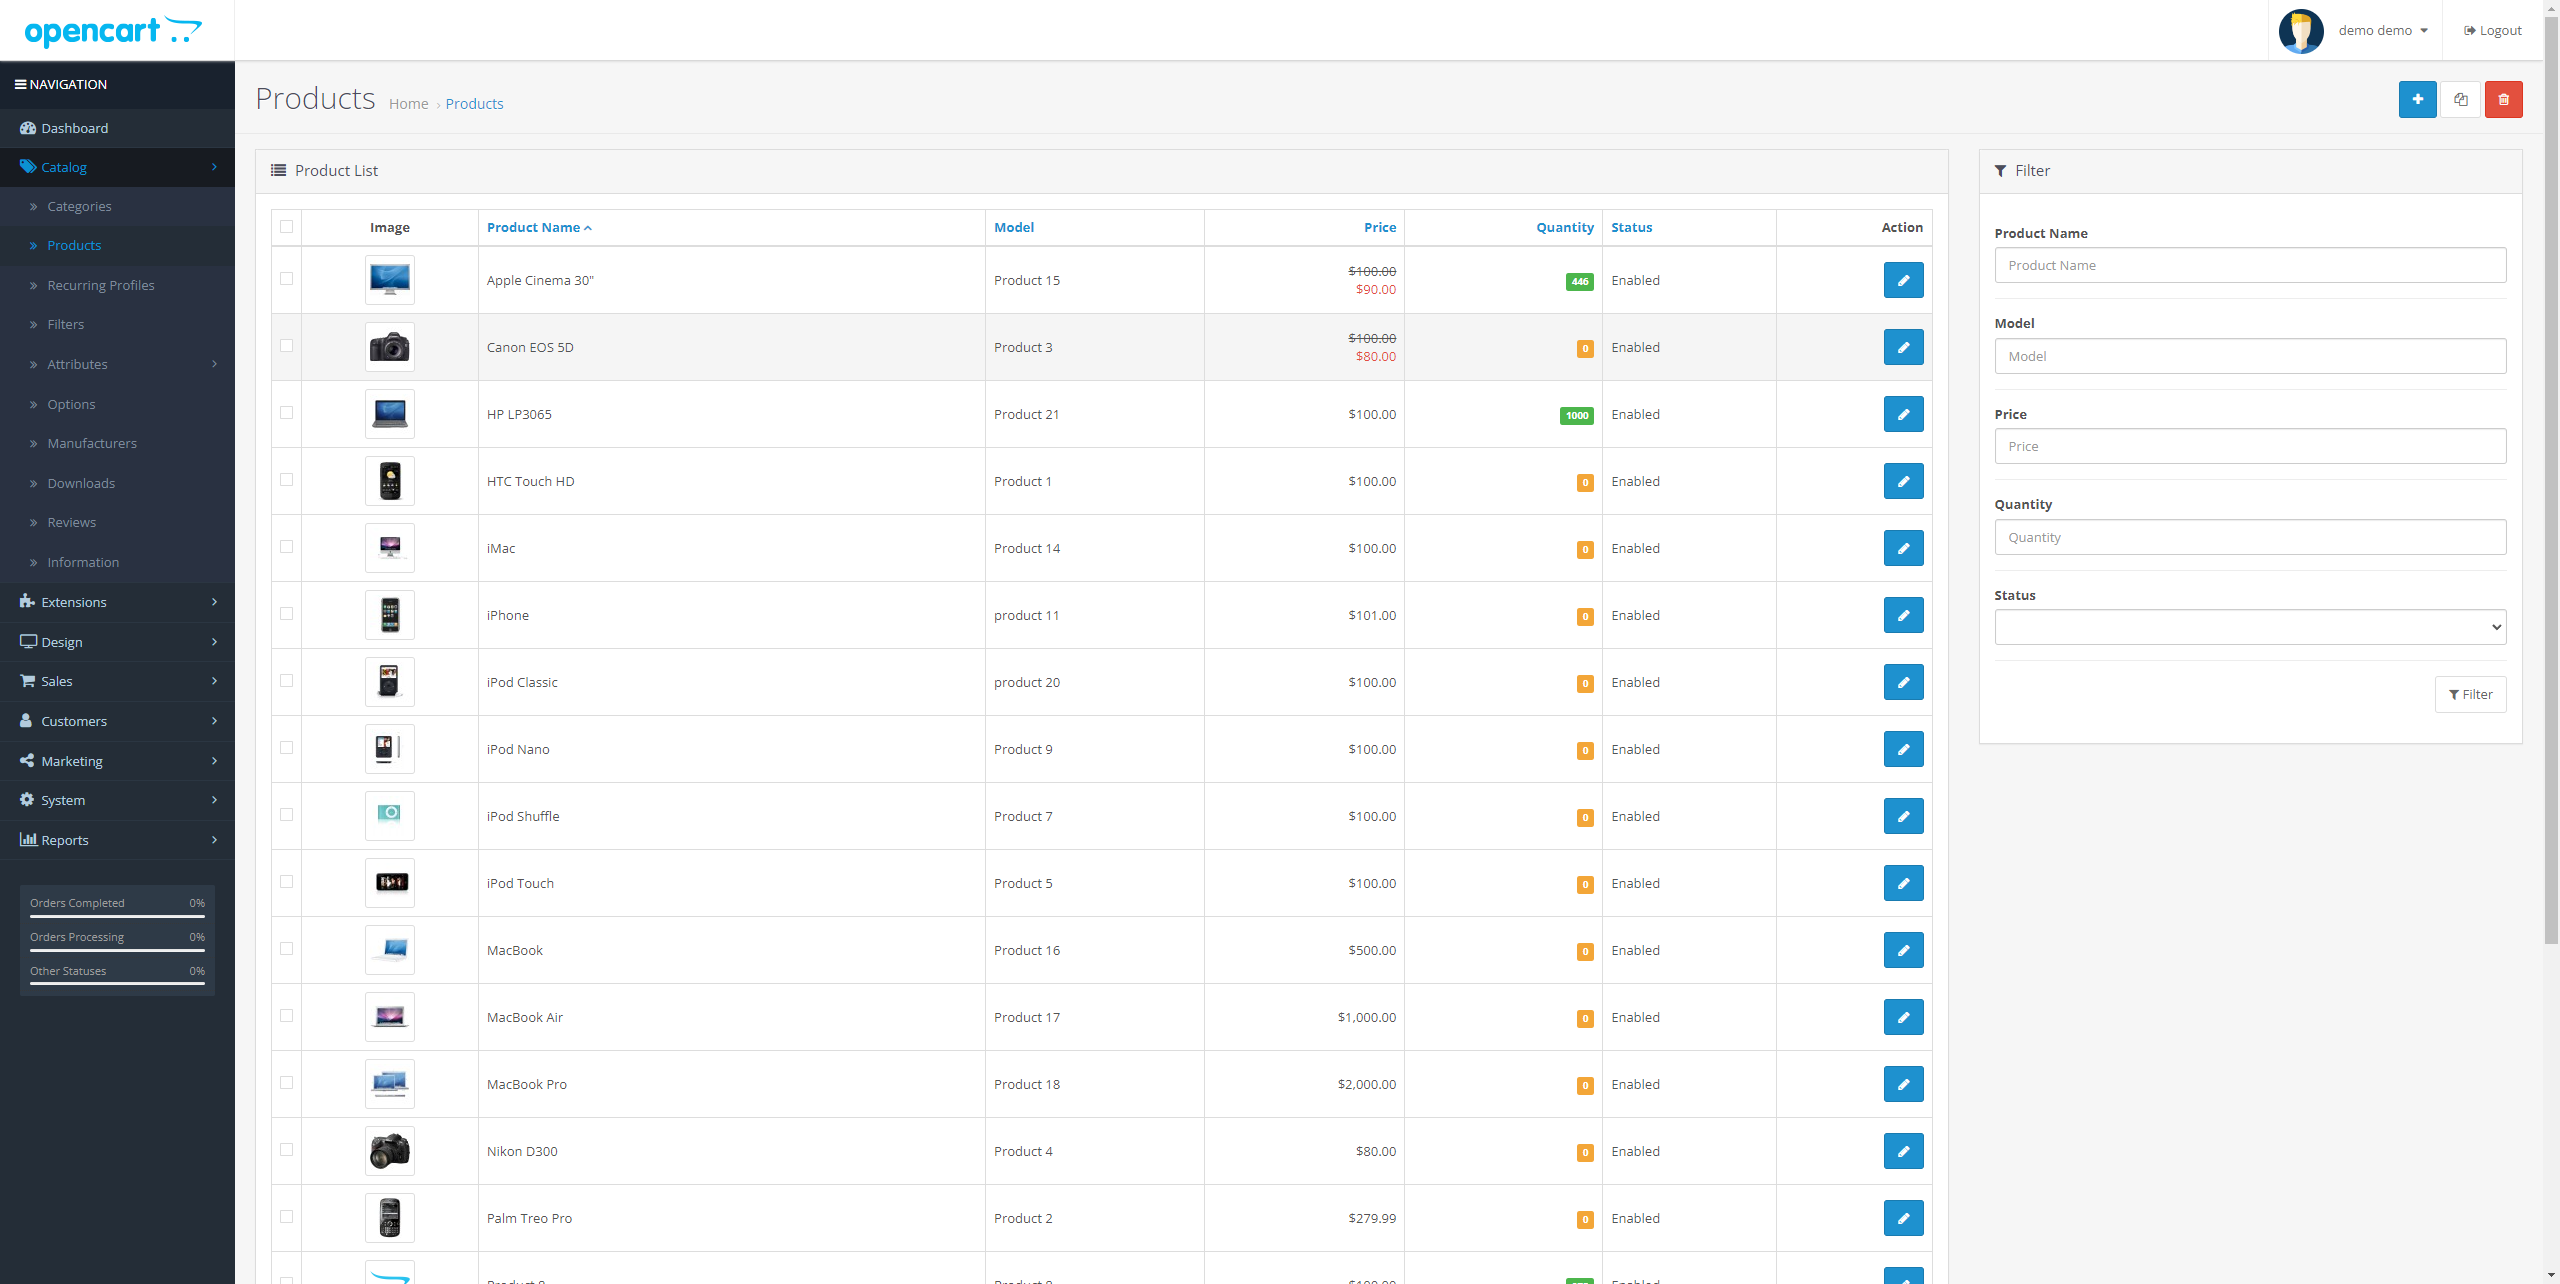 opencart
demo demo
Logout
NAVIGATION
Dashboard
Catalog
Categories
Products
Recurring Profiles
Filters
Attributes
Options
Manufacturers
Downloads
Reviews
Information
Extensions
Design
Sales
Customers
Marketing
System
Reports
Orders Completed 0%
Orders Processing 0%
Other Statuses 0%
Products Home › Products
Product List
Image Product Name Model Price Quantity Status Action
Apple Cinema 30" Product 15 $100.00 $90.00 446 Enabled
Canon EOS 5D Product 3 $100.00 $80.00 0 Enabled
HP LP3065 Product 21 $100.00 1000 Enabled
HTC Touch HD Product 1 $100.00 0 Enabled
iMac Product 14 $100.00 0 Enabled
iPhone product 11 $101.00 0 Enabled
iPod Classic product 20 $100.00 0 Enabled
iPod Nano Product 9 $100.00 0 Enabled
iPod Shuffle Product 7 $100.00 0 Enabled
iPod Touch Product 5 $100.00 0 Enabled
MacBook Product 16 $500.00 0 Enabled
MacBook Air Product 17 $1,000.00 0 Enabled
MacBook Pro Product 18 $2,000.00 0 Enabled
Nikon D300 Product 4 $80.00 0 Enabled
Palm Treo Pro Product 2 $279.99 0 Enabled
Filter
Product Name
Product Name
Model
Model
Price
Price
Quantity
Quantity
Status
Filter